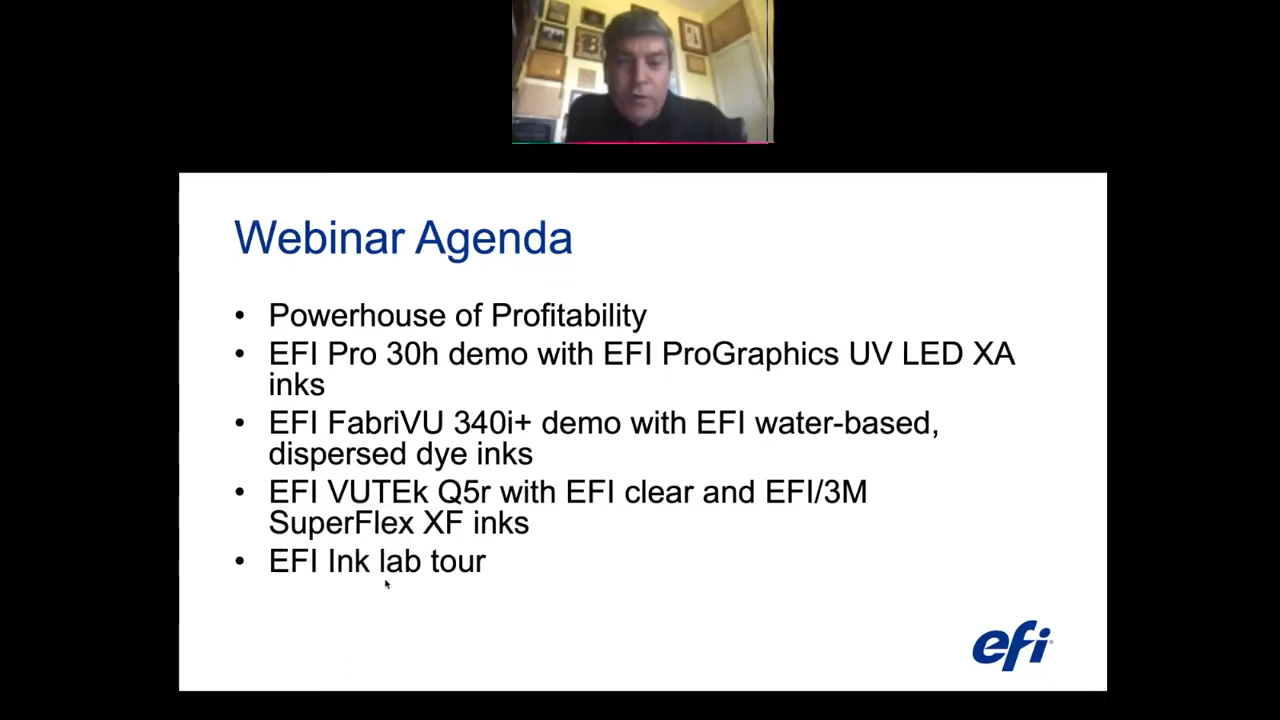 Webinar Agenda
• Powerhouse of Profitability
• EFI Pro 30h demo with EFI ProGraphics UV LED XA
inks
• EFI FabriVU 340i+ demo with EFI water-based,
dispersed dye inks
• EFI VUTEk Q5r with EFI clear and EFI/3M
SuperFlex XF inks
• EFI Ink lab tour
efi